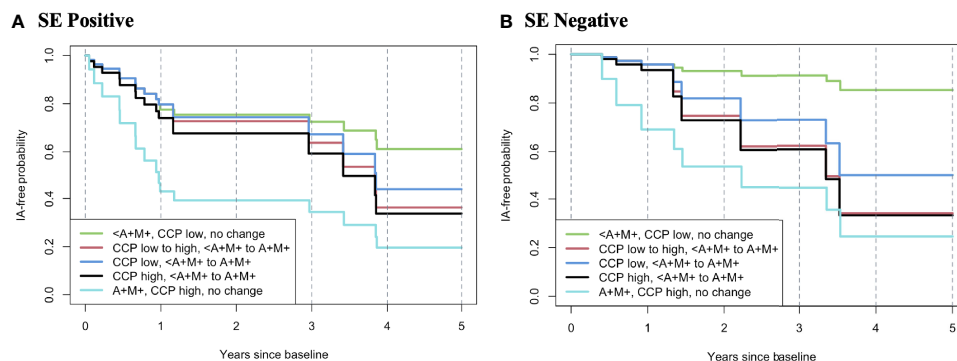 A SE Positive
IA-free probability
1.0
0.8
0.6
0.4
0.2
0.0
<A+M+, CCP low, no change
CCP low to high, <A+M+ to A+M+
CCP low, <A+M+ to A+M+
CCP high, <A+M+ to A+M+
A+M+, CCP high, no change
0 1 2 3 4 5
Years since baseline
B SE Negative
IA-free probability
1.0
0.8
0.6
0.4
0.2
0.0
<A+M+, CCP low, no change
CCP low to high, <A+M+ to A+M+
CCP low, <A+M+ to A+M+
CCP high, <A+M+ to A+M+
A+M+, CCP high, no change
0 1 2 3 4 5
Years since baseline